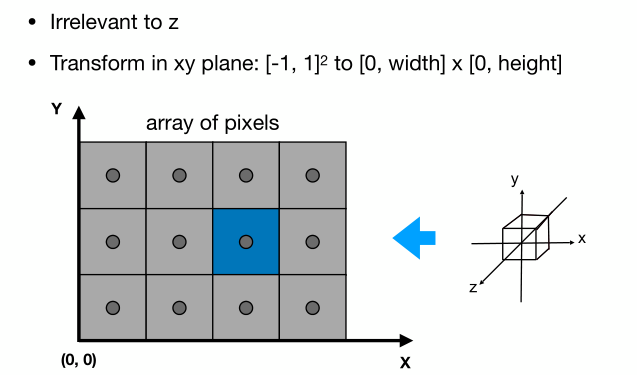 • Irrelevant to z
• Transform in xy plane: [-1, 1]² to [0, width] x [0, height]
Y
array of pixels
y
x
z
(0, 0)
X